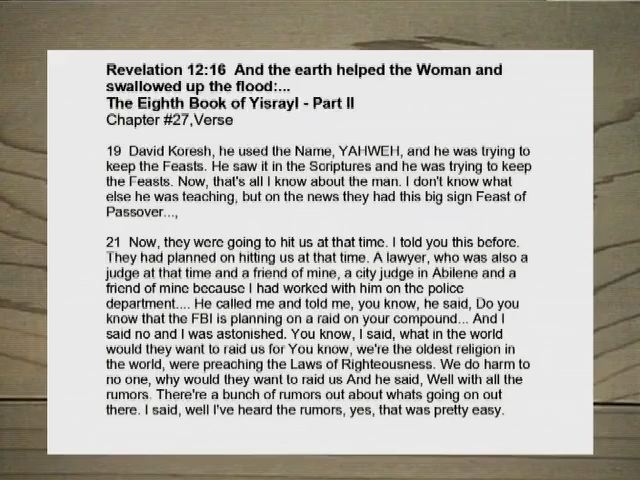 Revelation 12:16 And the earth helped the Woman and
swallowed up the flood:...
The Eighth Book of Yisrayl - Part II
Chapter #27,Verse
19 David Koresh, he used the Name, YAHWEH, and he was trying to
keep the Feasts. He saw it in the Scriptures and he was trying to keep
the Feasts. Now, that's all I know about the man. I don't know what
else he was teaching, but on the news they had this big sign Feast of
Passover...,
21 Now, they were going to hit us at that time. I told you this before.
They had planned on hitting us at that time. A lawyer, who was also a
judge at that time and a friend of mine, a city judge in Abilene and a
friend of mine because I had worked with him on the police
department.... He called me and told me, you know, he said, Do you
know that the FBI is planning on a raid on your compound... And I
said no and I was astonished. You know, I said, what in the world
would they want to raid us for You know, we're the oldest religion in
the world, were preaching the Laws of Righteousness. We do harm to
no one, why would they want to raid us And he said, Well with all the
rumors. There're a bunch of rumors out about whats going on out
there. I said, well I've heard the rumors, yes, that was pretty easy.